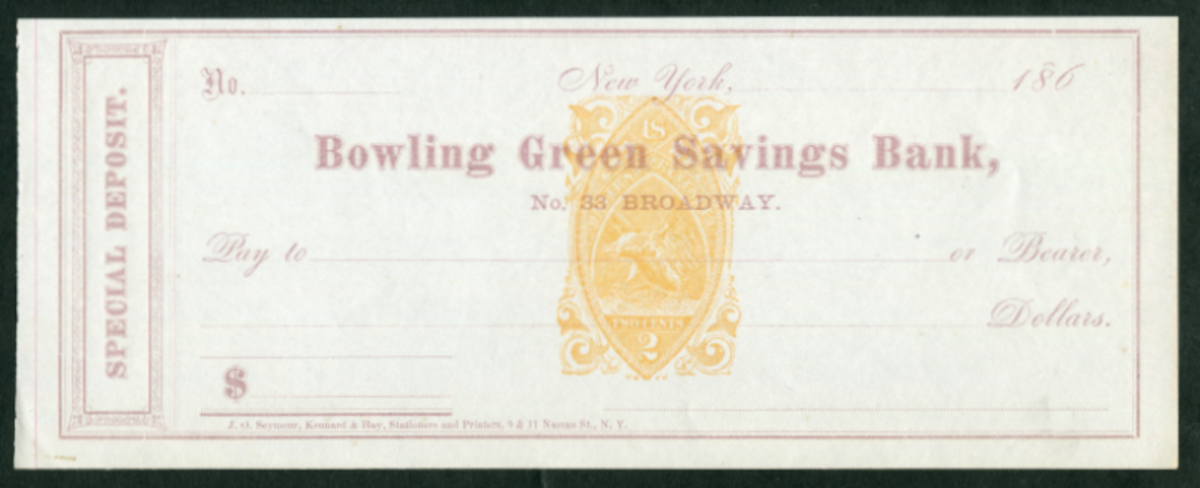 SPECIAL DEPOSIT.
No.
New York, 186
Bowling Green Savings Bank,
No. 33 BROADWAY.
Pay to or Bearer,
Dollars.
$
J. O. Seymour, Kennard & Hay, Stationers and Printers, 9 & 11 Nassau St., N. Y.
US
TWO CENTS
2